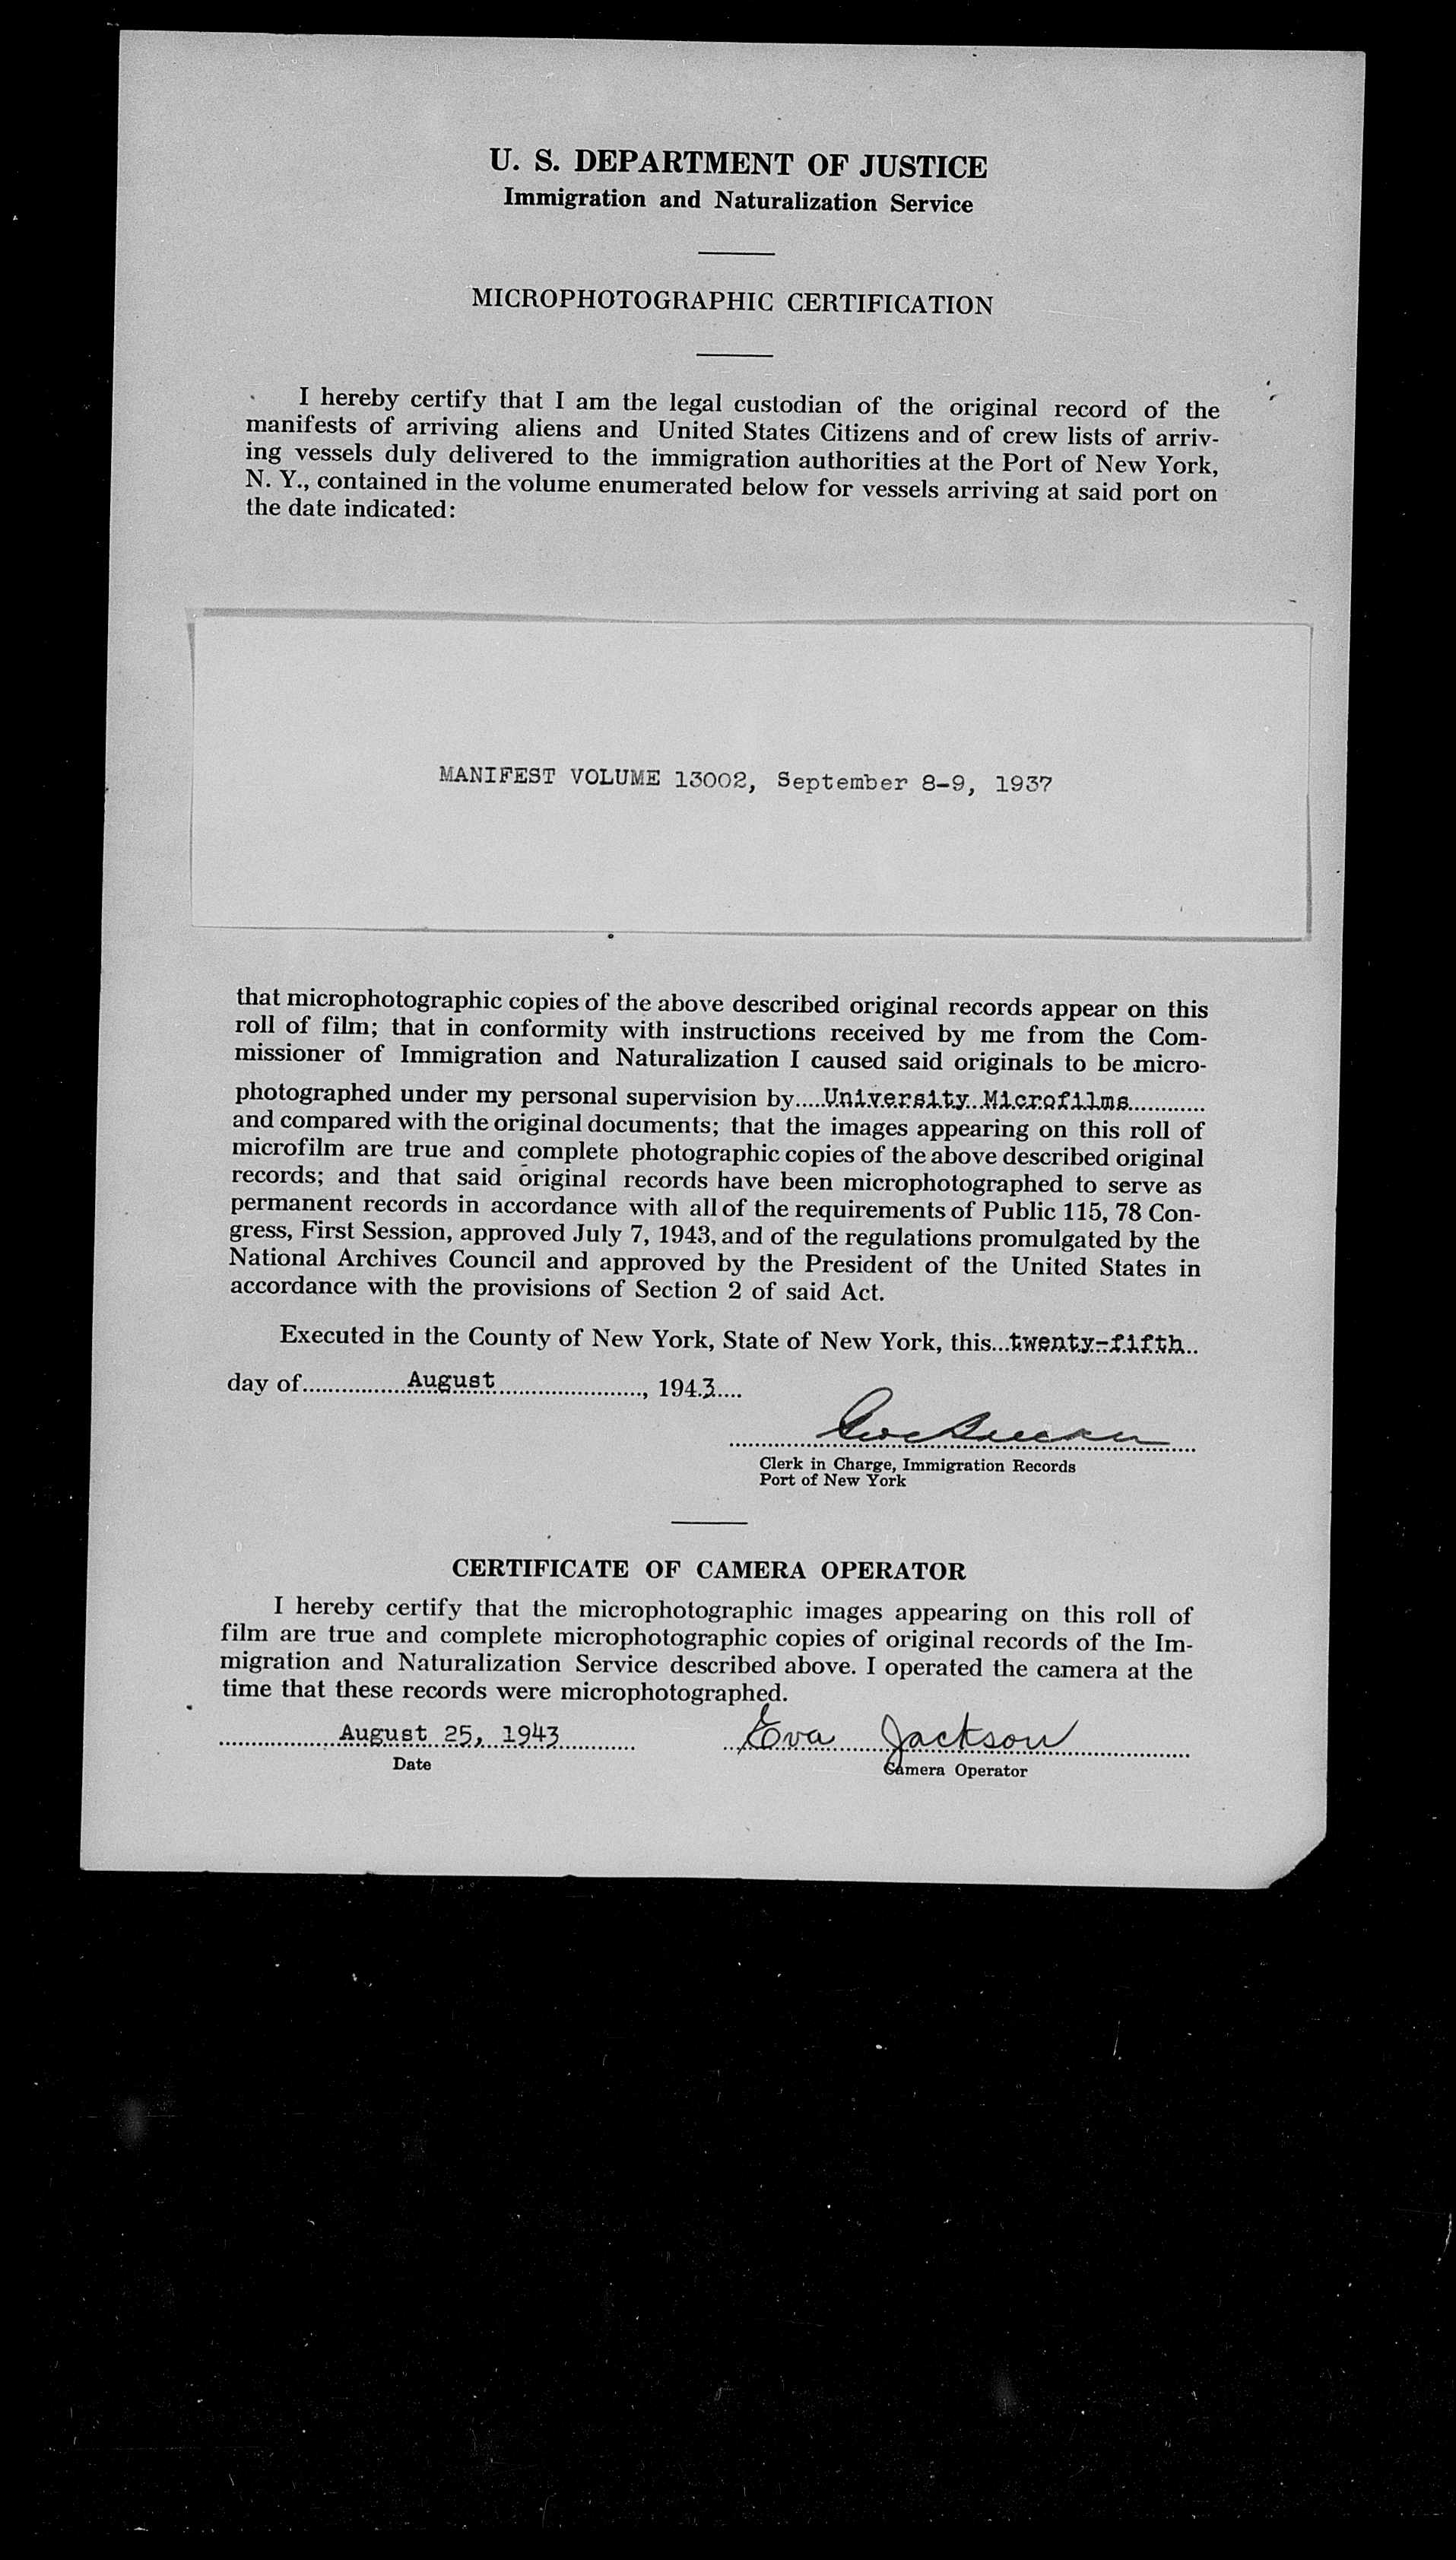 U. S. DEPARTMENT OF JUSTICE
Immigration and Naturalization Service
MICROPHOTOGRAPHIC CERTIFICATION
I hereby certify that I am the legal custodian of the original record of the
manifests of arriving aliens and United States Citizens and of crew lists of arriv-
ing vessels duly delivered to the immigration authorities at the Port of New York,
N. Y., contained in the volume enumerated below for vessels arriving at said port on
the date indicated:
MANIFEST VOLUME 13002, September 8-9, 1937
that microphotographic copies of the above described original records appear on this
roll of film; that in conformity with instructions received by me from the Com-
missioner of Immigration and Naturalization I caused said originals to be micro-
photographed under my personal supervision by.....University Microfilms............
and compared with the original documents; that the images appearing on this roll of
microfilm are true and complete photographic copies of the above described original
records; and that said original records have been microphotographed to serve as
permanent records in accordance with all of the requirements of Public 115, 78 Con-
gress, First Session, approved July 7, 1943, and of the regulations promulgated by the
National Archives Council and approved by the President of the United States in
accordance with the provisions of Section 2 of said Act.
Executed in the County of New York, State of New York, this...twenty-fifth..
day of................August......................., 1943....
Clerk in Charge, Immigration Records
Port of New York
CERTIFICATE OF CAMERA OPERATOR
I hereby certify that the microphotographic images appearing on this roll of
film are true and complete microphotographic copies of original records of the Im-
migration and Naturalization Service described above. I operated the camera at the
time that these records were microphotographed.
August 25, 1943 Eva Jackson
Date Camera Operator